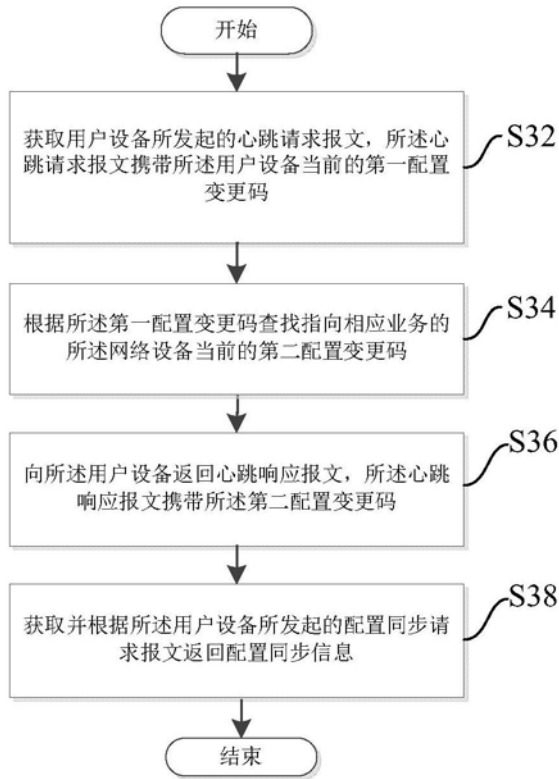 开始
获取用户设备所发起的心跳请求报文，所述心
跳请求报文携带所述用户设备当前的第一配置
变更码
S32
根据所述第一配置变更码查找指向相应业务的
所述网络设备当前的第二配置变更码
S34
向所述用户设备返回心跳响应报文，所述心跳
响应报文携带所述第二配置变更码
S36
获取并根据所述用户设备所发起的配置同步请
求报文返回配置同步信息
S38
结束